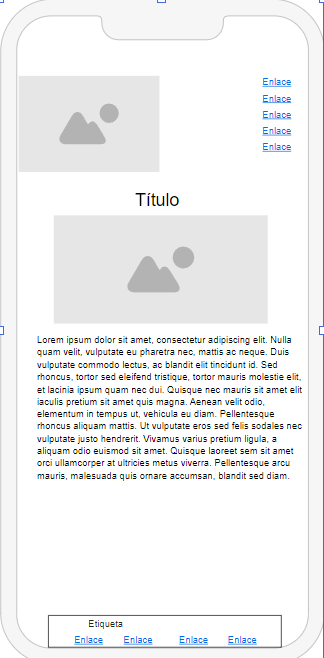 Enlace
Enlace
Enlace
Enlace
Enlace
Título
Lorem ipsum dolor sit amet, consectetur adipiscing elit. Nulla
quam velit, vulputate eu pharetra nec, mattis ac neque. Duis
vulputate commodo lectus, ac blandit elit tincidunt id. Sed
rhoncus, tortor sed eleifend tristique, tortor mauris molestie elit,
et lacinia ipsum quam nec dui. Quisque nec mauris sit amet elit
iaculis pretium sit amet quis magna. Aenean velit odio,
elementum in tempus ut, vehicula eu diam. Pellentesque
rhoncus aliquam mattis. Ut vulputate eros sed felis sodales nec
vulputate justo hendrerit. Vivamus varius pretium ligula, a
aliquam odio euismod sit amet. Quisque laoreet sem sit amet
orci ullamcorper at ultricies metus viverra. Pellentesque arcu
mauris, malesuada quis ornare accumsan, blandit sed diam.
Etiqueta
Enlace Enlace Enlace Enlace